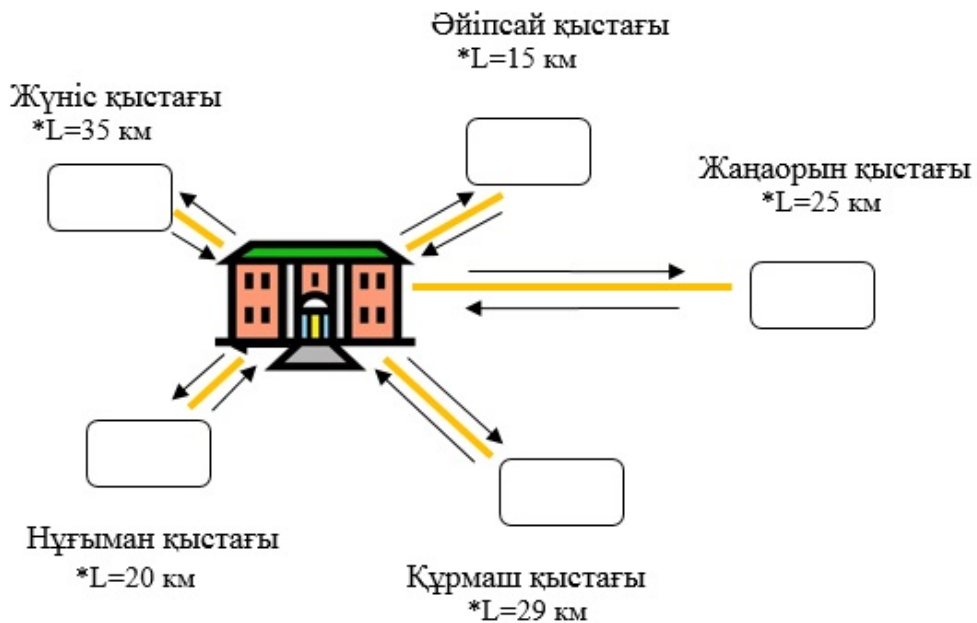 Әйіпсай қыстағы
*L=15 км
Жүніс қыстағы
*L=35 км
Жаңаорын қыстағы
*L=25 км
Нұғыман қыстағы
*L=20 км
Құрмаш қыстағы
*L=29 км